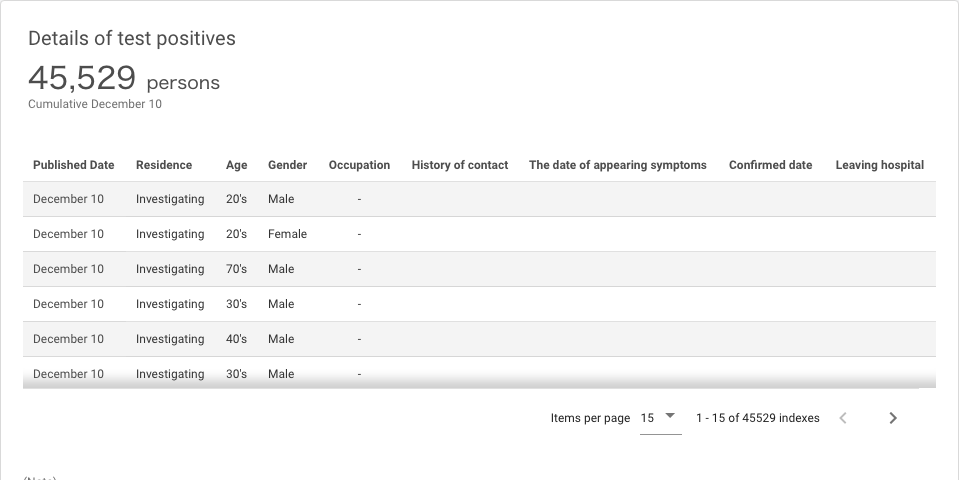 Details of test positives
45,529 persons
Cumulative December 10
Published Date Residence Age Gender Occupation History of contact The date of appearing symptoms Confirmed date Leaving hospital
December 10 Investigating 20's Male -
December 10 Investigating 20's Female -
December 10 Investigating 70's Male -
December 10 Investigating 30's Male -
December 10 Investigating 40's Male -
December 10 Investigating 30's Male -
Items per page 15 1 - 15 of 45529 indexes
(Note)